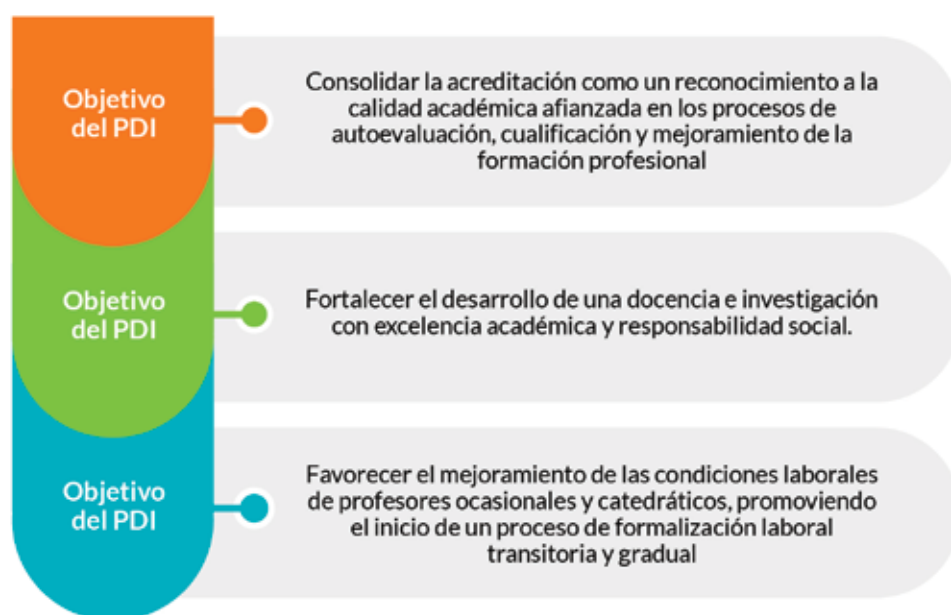 Objetivo
del PDI
Consolidar la acreditación como un reconocimiento a la
calidad académica afianzada en los procesos de
autoevaluación, cualificación y mejoramiento de la
formación profesional
Objetivo
del PDI
Fortalecer el desarrollo de una docencia e investigación
con excelencia académica y responsabilidad social.
Objetivo
del PDI
Favorecer el mejoramiento de las condiciones laborales
de profesores ocasionales y catedráticos, promoviendo
el inicio de un proceso de formalización laboral
transitoria y gradual